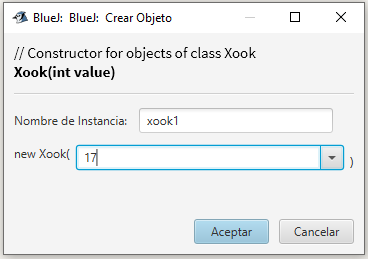 BlueJ: BlueJ: Crear Objeto
// Constructor for objects of class Xook
Xook(int value)
Nombre de Instancia: xook1
new Xook( 17 )
Aceptar Cancelar